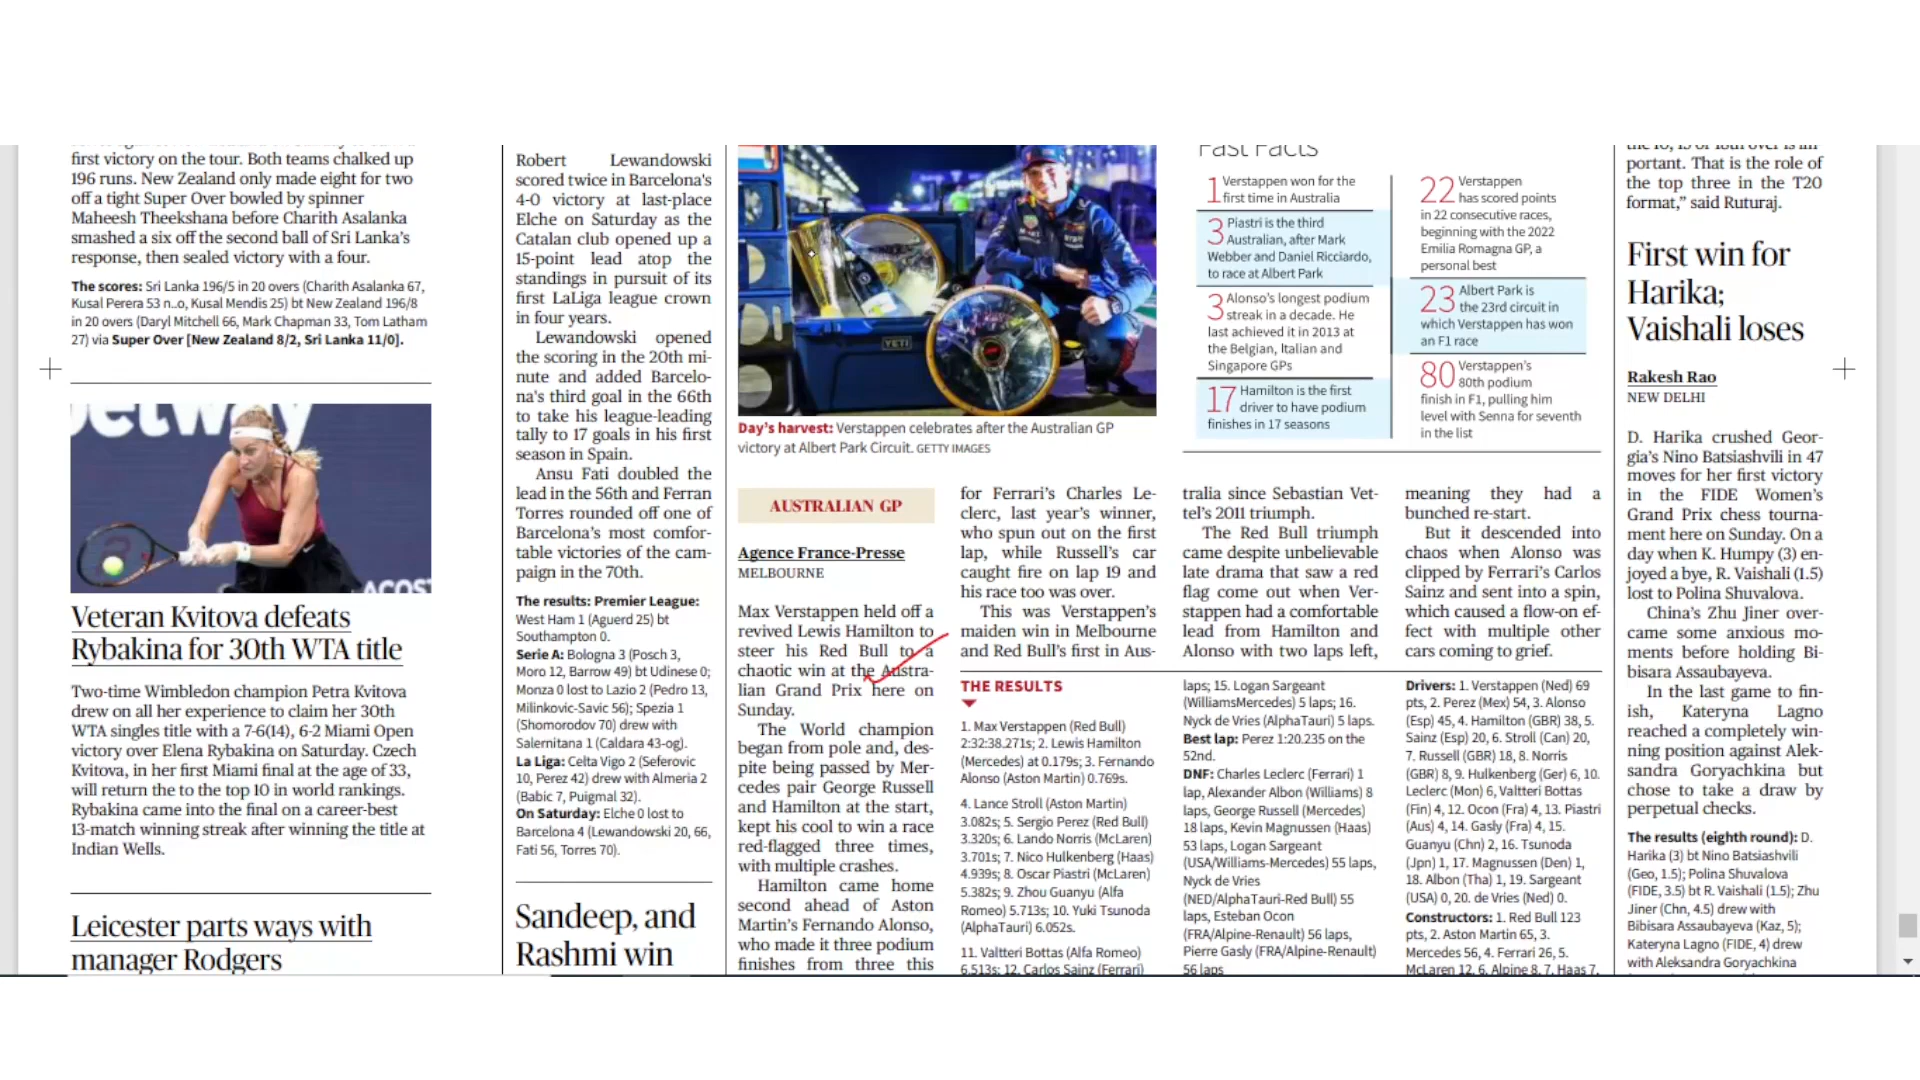 first victory on the tour. Both teams chalked up
196 runs. New Zealand only made eight for two
off a tight Super Over bowled by spinner
Maheesh Theekshana before Charith Asalanka
smashed a six off the second ball of Sri Lanka’s
response, then sealed victory with a four.
The scores: Sri Lanka 196/5 in 20 overs (Charith Asalanka 67,
Kusal Perera 53 n..o, Kusal Mendis 25) bt New Zealand 196/8
in 20 overs (Daryl Mitchell 66, Mark Chapman 33, Tom Latham
27) via Super Over [New Zealand 8/2, Sri Lanka 11/0].
betway
ACOST
Veteran Kvitova defeats
Rybakina for 30th WTA title
Two-time Wimbledon champion Petra Kvitova
drew on all her experience to claim her 30th
WTA singles title with a 7-6(14), 6-2 Miami Open
victory over Elena Rybakina on Saturday. Czech
Kvitova, in her first Miami final at the age of 33,
will return the to the top 10 in world rankings.
Rybakina came into the final on a career-best
13-match winning streak after winning the title at
Indian Wells.
Leicester parts ways with
manager Rodgers
Robert Lewandowski
scored twice in Barcelona's
4-0 victory at last-place
Elche on Saturday as the
Catalan club opened up a
15-point lead atop the
standings in pursuit of its
first LaLiga league crown
in four years.
Lewandowski opened
the scoring in the 20th mi-
nute and added Barcelo-
na's third goal in the 66th
to take his league-leading
tally to 17 goals in his first
season in Spain.
Ansu Fati doubled the
lead in the 56th and Ferran
Torres rounded off one of
Barcelona's most comfor-
table victories of the cam-
paign in the 70th.
The results: Premier League:
West Ham 1 (Aguerd 25) bt
Southampton 0.
Serie A: Bologna 3 (Posch 3,
Moro 12, Barrow 49) bt Udinese 0;
Monza 0 lost to Lazio 2 (Pedro 13,
Milinkovic-Savic 56); Spezia 1
(Shomorodov 70) drew with
Salernitana 1 (Caldara 43-og).
La Liga: Celta Vigo 2 (Seferovic
10, Perez 42) drew with Almeria 2
(Babic 7, Puigmal 32).
On Saturday: Elche 0 lost to
Barcelona 4 (Lewandowski 20, 66,
Fati 56, Torres 70).
Sandeep, and
Rashmi win
YETI
Day’s harvest: Verstappen celebrates after the Australian GP
victory at Albert Park Circuit. GETTY IMAGES
Fast Facts
1 Verstappen won for the
first time in Australia
3 Piastri is the third
Australian, after Mark
Webber and Daniel Ricciardo,
to race at Albert Park
3 Alonso’s longest podium
streak in a decade. He
last achieved it in 2013 at
the Belgian, Italian and
Singapore GPs
17 Hamilton is the first
driver to have podium
finishes in 17 seasons
22 Verstappen
has scored points
in 22 consecutive races,
beginning with the 2022
Emilia Romagna GP, a
personal best
23 Albert Park is
the 23rd circuit in
which Verstappen has won
an F1 race
80 Verstappen’s
80th podium
finish in F1, pulling him
level with Senna for seventh
in the list
AUSTRALIAN GP
Agence France-Presse
MELBOURNE
Max Verstappen held off a
revived Lewis Hamilton to
steer his Red Bull to a
chaotic win at the Austra-
lian Grand Prix here on
Sunday.
The World champion
began from pole and, des-
pite being passed by Mer-
cedes pair George Russell
and Hamilton at the start,
kept his cool to win a race
red-flagged three times,
with multiple crashes.
Hamilton came home
second ahead of Aston
Martin’s Fernando Alonso,
who made it three podium
finishes from three this
for Ferrari’s Charles Le-
clerc, last year’s winner,
who spun out on the first
lap, while Russell’s car
caught fire on lap 19 and
his race too was over.
This was Verstappen’s
maiden win in Melbourne
and Red Bull’s first in Aus-
tralia since Sebastian Vet-
tel’s 2011 triumph.
The Red Bull triumph
came despite unbelievable
late drama that saw a red
flag come out when Ver-
stappen had a comfortable
lead from Hamilton and
Alonso with two laps left,
meaning they had a
bunched re-start.
But it descended into
chaos when Alonso was
clipped by Ferrari’s Carlos
Sainz and sent into a spin,
which caused a flow-on ef-
fect with multiple other
cars coming to grief.
THE RESULTS
1. Max Verstappen (Red Bull)
2:32:38.271s; 2. Lewis Hamilton
(Mercedes) at 0.179s; 3. Fernando
Alonso (Aston Martin) 0.769s.
4. Lance Stroll (Aston Martin)
3.082s; 5. Sergio Perez (Red Bull)
3.320s; 6. Lando Norris (McLaren)
3.701s; 7. Nico Hulkenberg (Haas)
4.939s; 8. Oscar Piastri (McLaren)
5.382s; 9. Zhou Guanyu (Alfa
Romeo) 5.713s; 10. Yuki Tsunoda
(AlphaTauri) 6.052s.
11. Valtteri Bottas (Alfa Romeo)
6.513s; 12. Carlos Sainz (Ferrari)
laps; 15. Logan Sargeant
(WilliamsMercedes) 5 laps; 16.
Nyck de Vries (AlphaTauri) 5 laps.
Best lap: Perez 1:20.235 on the
52nd.
DNF: Charles Leclerc (Ferrari) 1
lap, Alexander Albon (Williams) 8
laps, George Russell (Mercedes)
18 laps, Kevin Magnussen (Haas)
53 laps, Logan Sargeant
(USA/Williams-Mercedes) 55 laps,
Nyck de Vries
(NED/AlphaTauri-Red Bull) 55
laps, Esteban Ocon
(FRA/Alpine-Renault) 56 laps,
Pierre Gasly (FRA/Alpine-Renault)
56 laps
Drivers: 1. Verstappen (Ned) 69
pts, 2. Perez (Mex) 54, 3. Alonso
(Esp) 45, 4. Hamilton (GBR) 38, 5.
Sainz (Esp) 20, 6. Stroll (Can) 20,
7. Russell (GBR) 18, 8. Norris
(GBR) 8, 9. Hulkenberg (Ger) 6, 10.
Leclerc (Mon) 6, Valtteri Bottas
(Fin) 4, 12. Ocon (Fra) 4, 13. Piastri
(Aus) 4, 14. Gasly (Fra) 4, 15.
Guanyu (Chn) 2, 16. Tsunoda
(Jpn) 1, 17. Magnussen (Den) 1,
18. Albon (Tha) 1, 19. Sargeant
(USA) 0, 20. de Vries (Ned) 0.
Constructors: 1. Red Bull 123
pts, 2. Aston Martin 65, 3.
Mercedes 56, 4. Ferrari 26, 5.
McLaren 12, 6. Alpine 8, 7. Haas 7,
portant. That is the role of
the top three in the T20
format,” said Ruturaj.
First win for
Harika;
Vaishali loses
Rakesh Rao
NEW DELHI
D. Harika crushed Geor-
gia’s Nino Batsiashvili in 47
moves for her first victory
in the FIDE Women’s
Grand Prix chess tourna-
ment here on Sunday. On a
day when K. Humpy (3) en-
joyed a bye, R. Vaishali (1.5)
lost to Polina Shuvalova.
China’s Zhu Jiner over-
came some anxious mo-
ments before holding Bi-
bisara Assaubayeva.
In the last game to fin-
ish, Kateryna Lagno
reached a completely win-
ning position against Alek-
sandra Goryachkina but
chose to take a draw by
perpetual checks.
The results (eighth round): D.
Harika (3) bt Nino Batsiashvili
(Geo, 1.5); Polina Shuvalova
(FIDE, 3.5) bt R. Vaishali (1.5); Zhu
Jiner (Chn, 4.5) drew with
Bibisara Assaubayeva (Kaz, 5);
Kateryna Lagno (FIDE, 4) drew
with Aleksandra Goryachkina